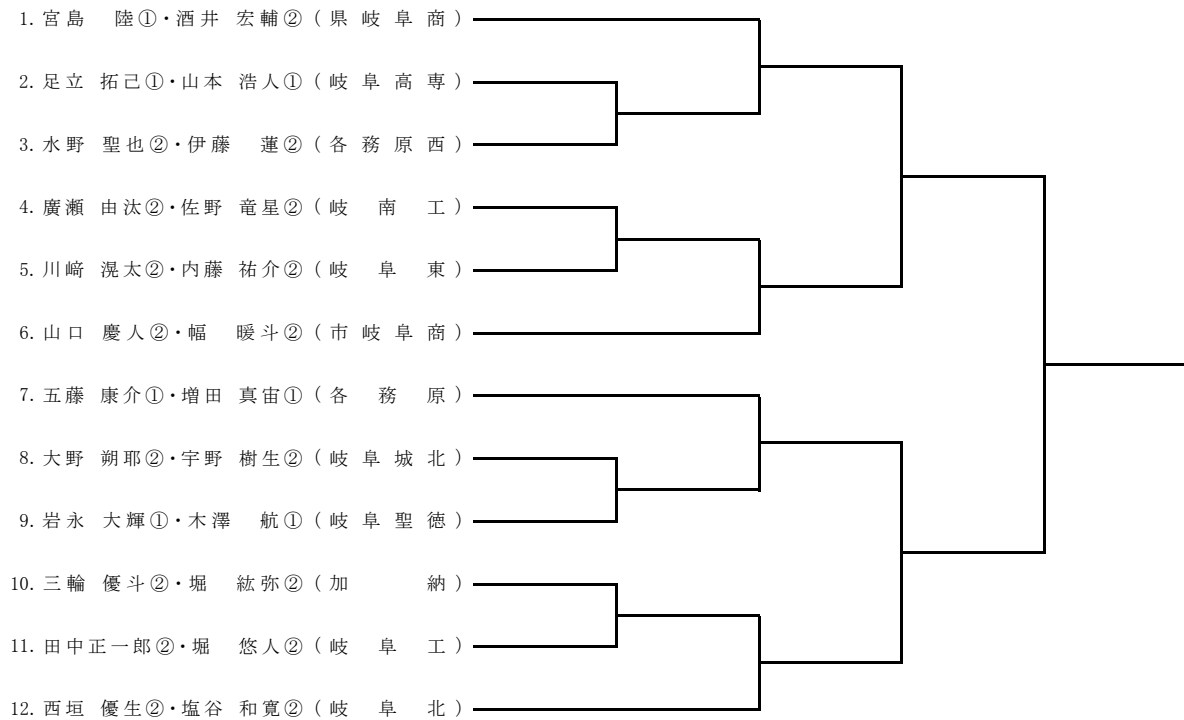 1. 宮島 陸①・酒井 宏輔②（県岐阜商）
2. 足立 拓己①・山本 浩人①（岐阜高専）
3. 水野 聖也②・伊藤 蓮②（各務原西）
4. 廣瀬 由汰②・佐野 竜星②（岐南工）
5. 川﨑 滉太②・内藤 祐介②（岐阜東）
6. 山口 慶人②・幅 暖斗②（市岐阜商）
7. 五藤 康介①・増田 真宙①（各務原）
8. 大野 朔耶②・宇野 樹生②（岐阜城北）
9. 岩永 大輝①・木澤 航①（岐阜聖徳）
10. 三輪 優斗②・堀 紘弥②（加納）
11. 田中正一郎②・堀 悠人②（岐阜工）
12. 西垣 優生②・塩谷 和寛②（岐阜北）